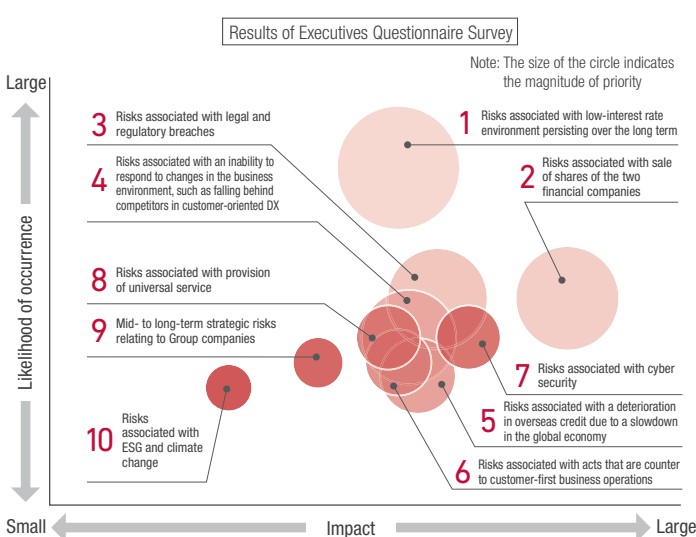 Results of Executives Questionnaire Survey
Note: The size of the circle indicates
the magnitude of priority
Large
Likelihood of occurrence
3 Risks associated with legal and
regulatory breaches
4 Risks associated with an inability to
respond to changes in the business
environment, such as falling behind
competitors in customer-oriented DX
8 Risks associated with provision
of universal service
9 Mid- to long-term strategic risks
relating to Group companies
10 Risks
associated with
ESG and climate
change
1 Risks associated with low-interest rate
environment persisting over the long term
2 Risks associated with sale
of shares of the two
financial companies
7 Risks associated with cyber
security
5 Risks associated with a deterioration
in overseas credit due to a slowdown
in the global economy
6 Risks associated with acts that are counter
to customer-first business operations
Small
Impact
Large